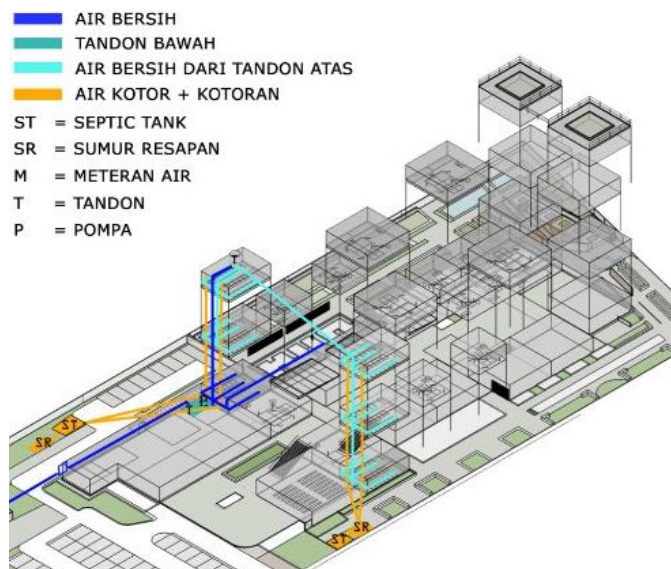 AIR BERSIH
TANDON BAWAH
AIR BERSIH DARI TANDON ATAS
AIR KOTOR + KOTORAN
ST = SEPTIC TANK
SR = SUMUR RESAPAN
M = METERAN AIR
T = TANDON
P = POMPA
T
ST
SR
SR
ST